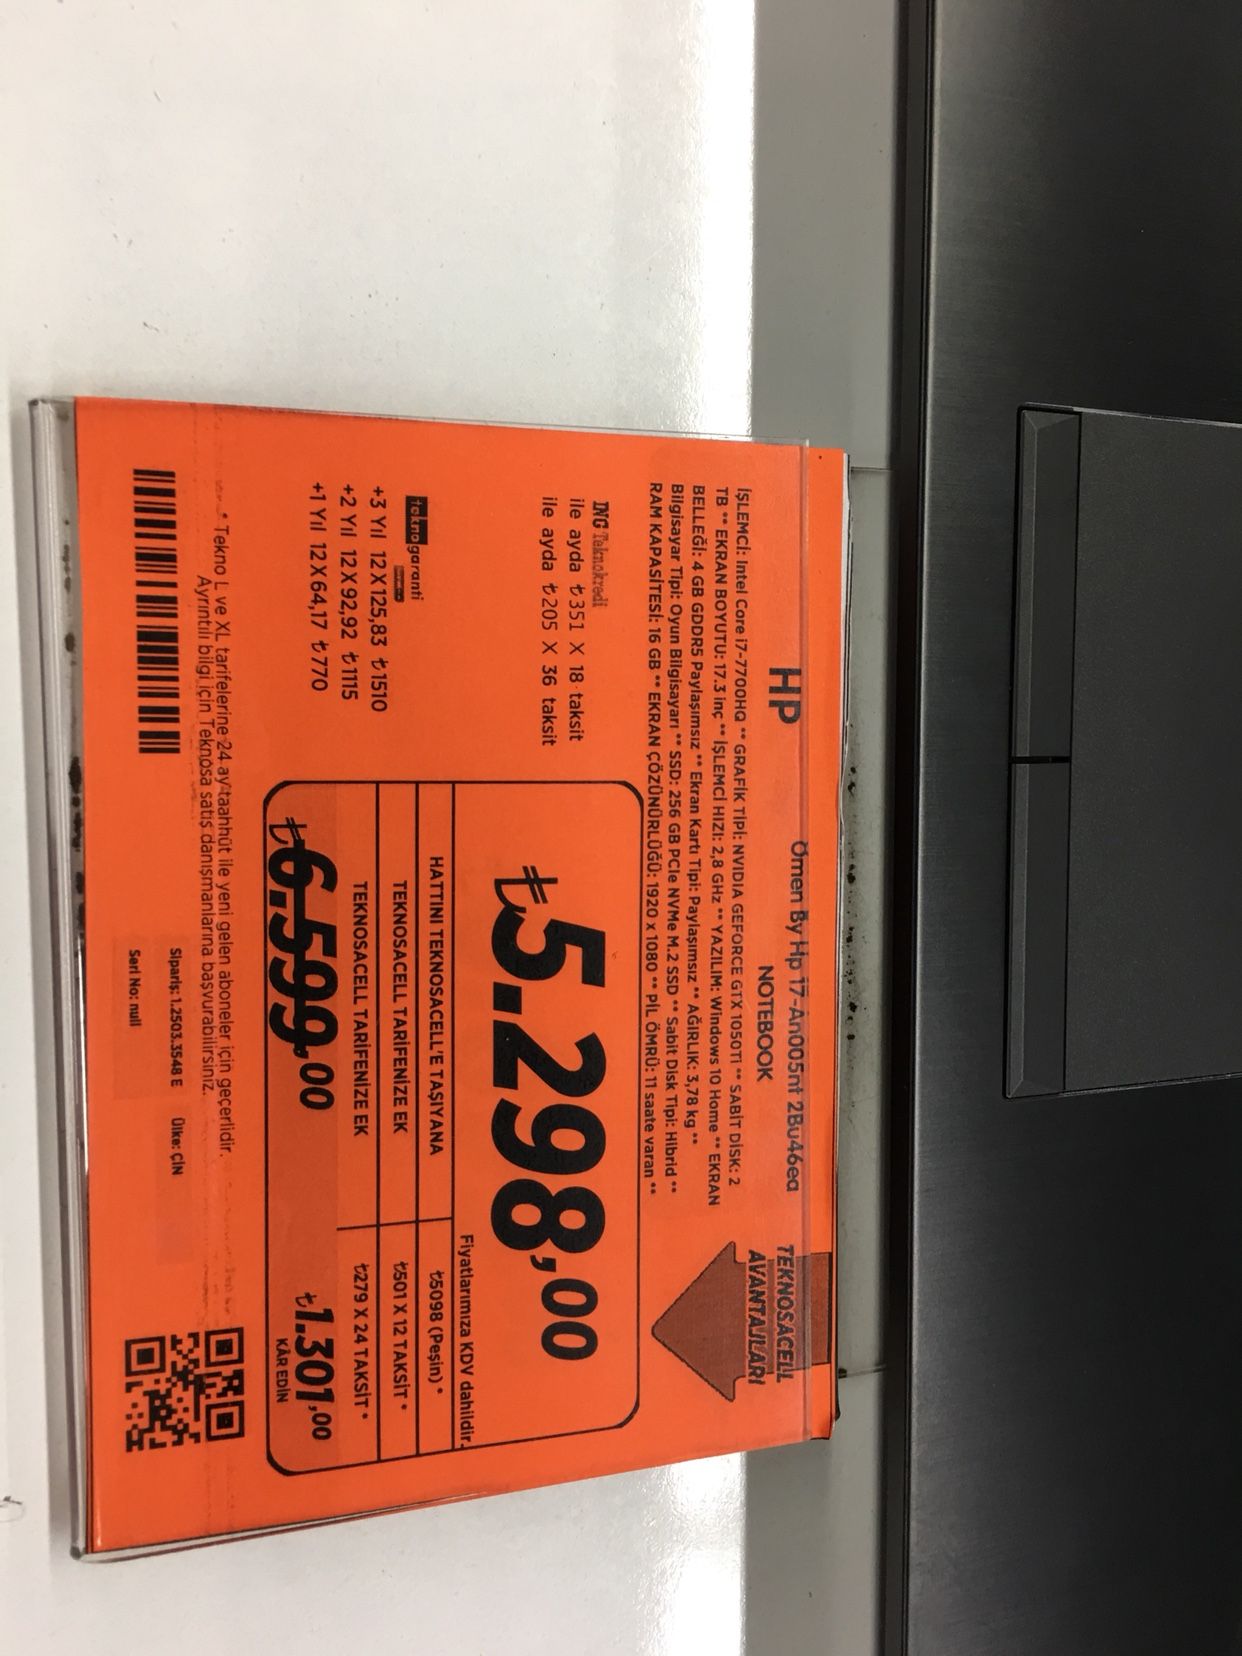 HP
Ömen By Hp 17-An005nt 2Bu46ea
NOTEBOOK
TEKNOSACELL
AVANTAJLARI
İŞLEMCİ: Intel Core i7-7700HQ ** GRAFİK TİPİ: NVIDIA GEFORCE GTX 1050Ti ** SABİT DİSK: 2
TB ** EKRAN BOYUTU: 17.3 inç ** İŞLEMCİ HIZI: 2,8 GHz ** YAZILIM: Windows 10 Home ** EKRAN
BELLEĞİ: 4 GB GDDR5 Paylaşımsız ** Ekran Kartı Tipi: Paylaşımsız ** AĞIRLIK: 3,78 kg **
Bilgisayar Tipi: Oyun Bilgisayarı ** SSD: 256 GB PCIe NVMe M.2 SSD ** Sabit Disk Tipi: Hibrid **
RAM KAPASİTESİ: 16 GB ** EKRAN ÇÖZÜNÜRLÜĞÜ: 1920 x 1080 ** PİL ÖMRÜ: 11 saate varan **
ING Teknokredi
ile ayda ₺351 X 18 taksit
ile ayda ₺205 X 36 taksit
teknogaranti
+3 Yıl 12X125,83 ₺1510
+2 Yıl 12X92,92 ₺1115
+1 Yıl 12X64,17 ₺770
₺5.298,00
Fiyatlarımıza KDV dahildir.
HATTINI TEKNOSACELL'E TAŞIYANA ₺5098 (Peşin)*
TEKNOSACELL TARİFENİZE EK ₺501 X 12 TAKSİT*
TEKNOSACELL TARİFENİZE EK ₺279 X 24 TAKSİT*
₺6.599,00
₺1.301,00
KÂR EDİN
* Tekno L ve XL tarifelerine 24 ay taahhüt ile yeni gelen aboneler için geçerlidir.
Ayrıntılı bilgi için Teknosa satış danışmanlarına başvurabilirsiniz.
Sipariş: 1.2503.3548 E Ülke: ÇİN
Seri No: null